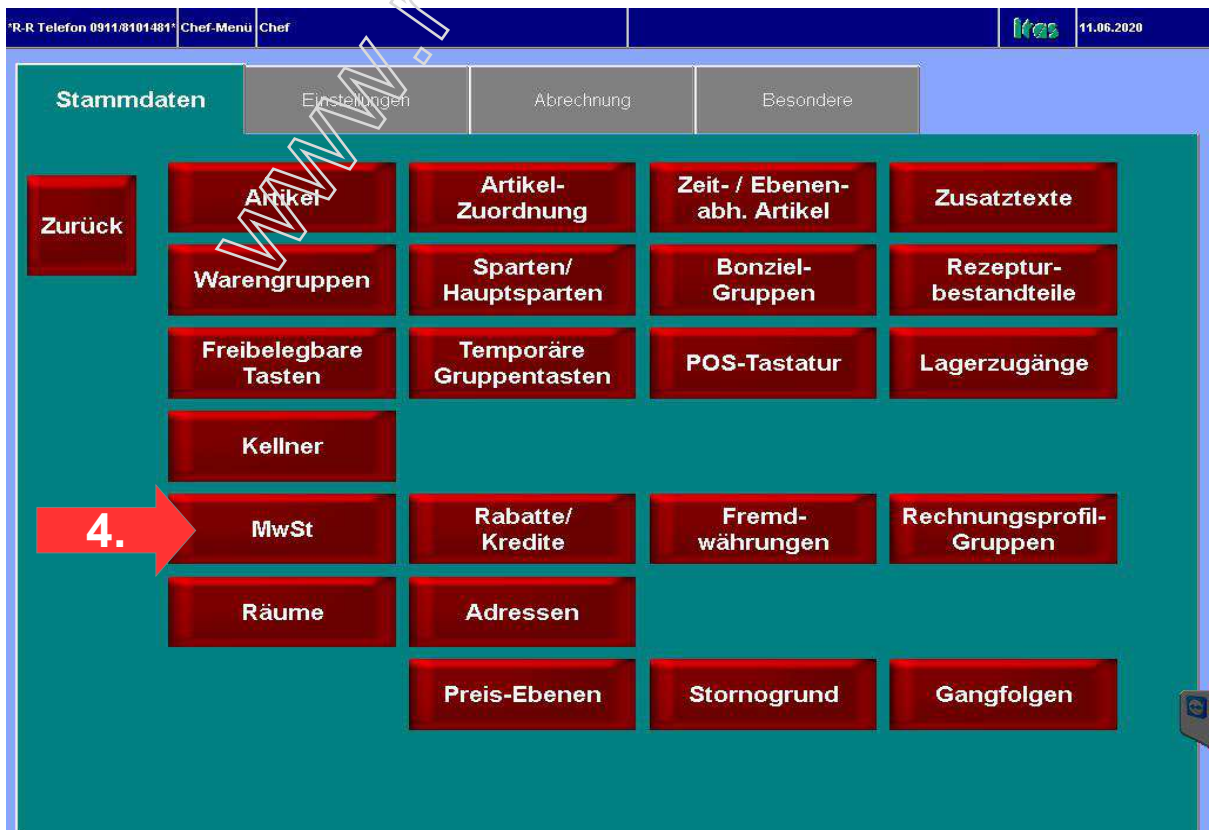 *R-R Telefon 0911/8101481* Chef-Menü Chef itas 11.06.2020
Stammdaten Einstellungen Abrechnung Besondere
Zurück
Artikel
Artikel-
Zuordnung
Zeit- / Ebenen-
abh. Artikel
Zusatztexte
Warengruppen
Sparten/
Hauptsparten
Bonziel-
Gruppen
Rezeptur-
bestandteile
Freibelegbare
Tasten
Temporäre
Gruppentasten
POS-Tastatur
Lagerzugänge
Kellner
4.
MwSt
Rabatte/
Kredite
Fremd-
währungen
Rechnungsprofil-
Gruppen
Räume
Adressen
Preis-Ebenen
Stornogrund
Gangfolgen
www.r